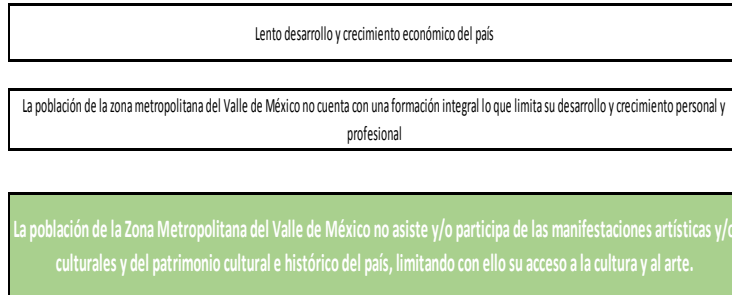 Lento desarrollo y crecimiento económico del país
La población de la zona metropolitana del Valle de México no cuenta con una formación integral lo que limita su desarrollo y crecimiento personal y
profesional
La población de la Zona Metropolitana del Valle de México no asiste y/o participa de las manifestaciones artísticas y/o
culturales y del patrimonio cultural e histórico del país, limitando con ello su acceso a la cultura y al arte.